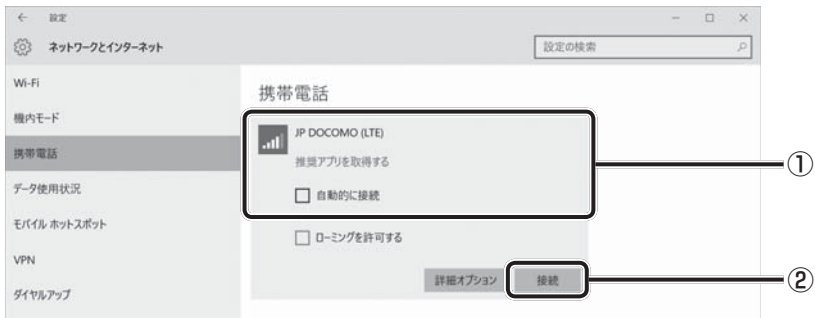 ← 設定
ネットワークとインターネット
設定の検索
Wi-Fi
機内モード
携帯電話
データ使用状況
モバイル ホットスポット
VPN
ダイヤルアップ
携帯電話
JP DOCOMO (LTE)
推奨アプリを取得する
自動的に接続
ローミングを許可する
詳細オプション 接続
①
②